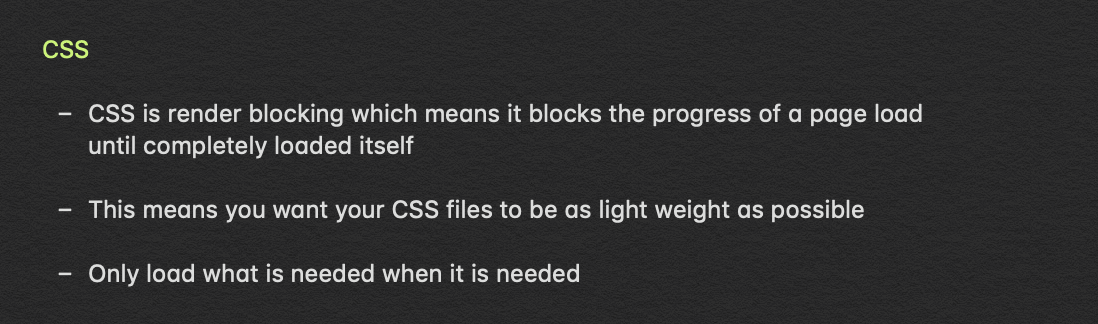 CSS
– CSS is render blocking which means it blocks the progress of a page load
until completely loaded itself
– This means you want your CSS files to be as light weight as possible
– Only load what is needed when it is needed